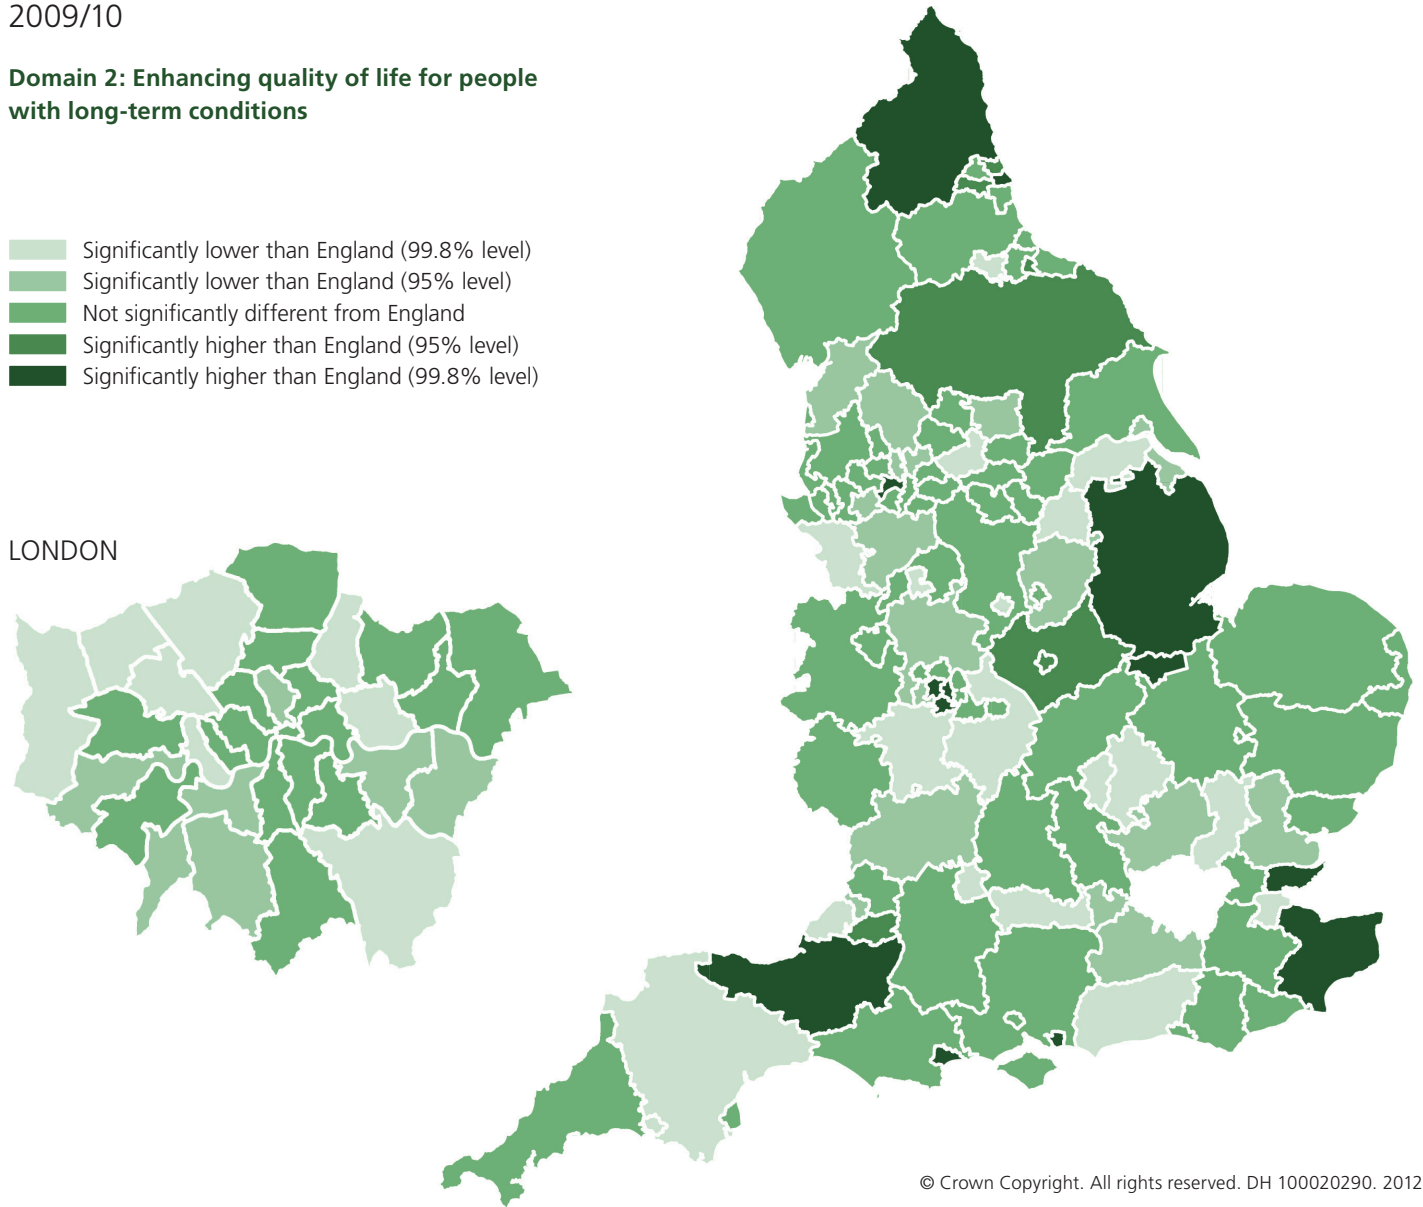 2009/10
Domain 2: Enhancing quality of life for people
with long-term conditions
Significantly lower than England (99.8% level)
Significantly lower than England (95% level)
Not significantly different from England
Significantly higher than England (95% level)
Significantly higher than England (99.8% level)
LONDON
© Crown Copyright. All rights reserved. DH 100020290. 2012